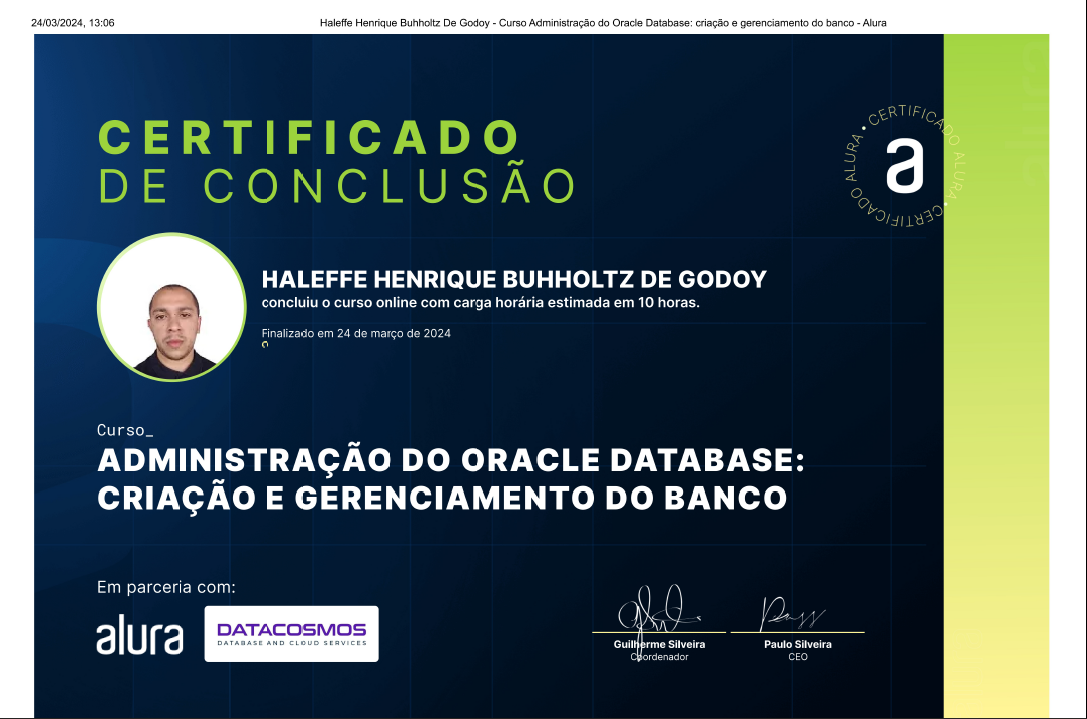 24/03/2024, 13:06
Haleffe Henrique Buhholtz De Godoy - Curso Administração do Oracle Database: criação e gerenciamento do banco - Alura
CERTIFICADO
DE CONCLUSÃO
CERTIFICADO ALURA • CERTIFICADO ALURA •
a
HALEFFE HENRIQUE BUHHOLTZ DE GODOY
concluiu o curso online com carga horária estimada em 10 horas.
Finalizado em 24 de março de 2024
Curso_
ADMINISTRAÇÃO DO ORACLE DATABASE:
CRIAÇÃO E GERENCIAMENTO DO BANCO
Em parceria com:
alura
DATACOSMOS
DATABASE AND CLOUD SERVICES
Guilherme Silveira
Coordenador
Paulo Silveira
CEO